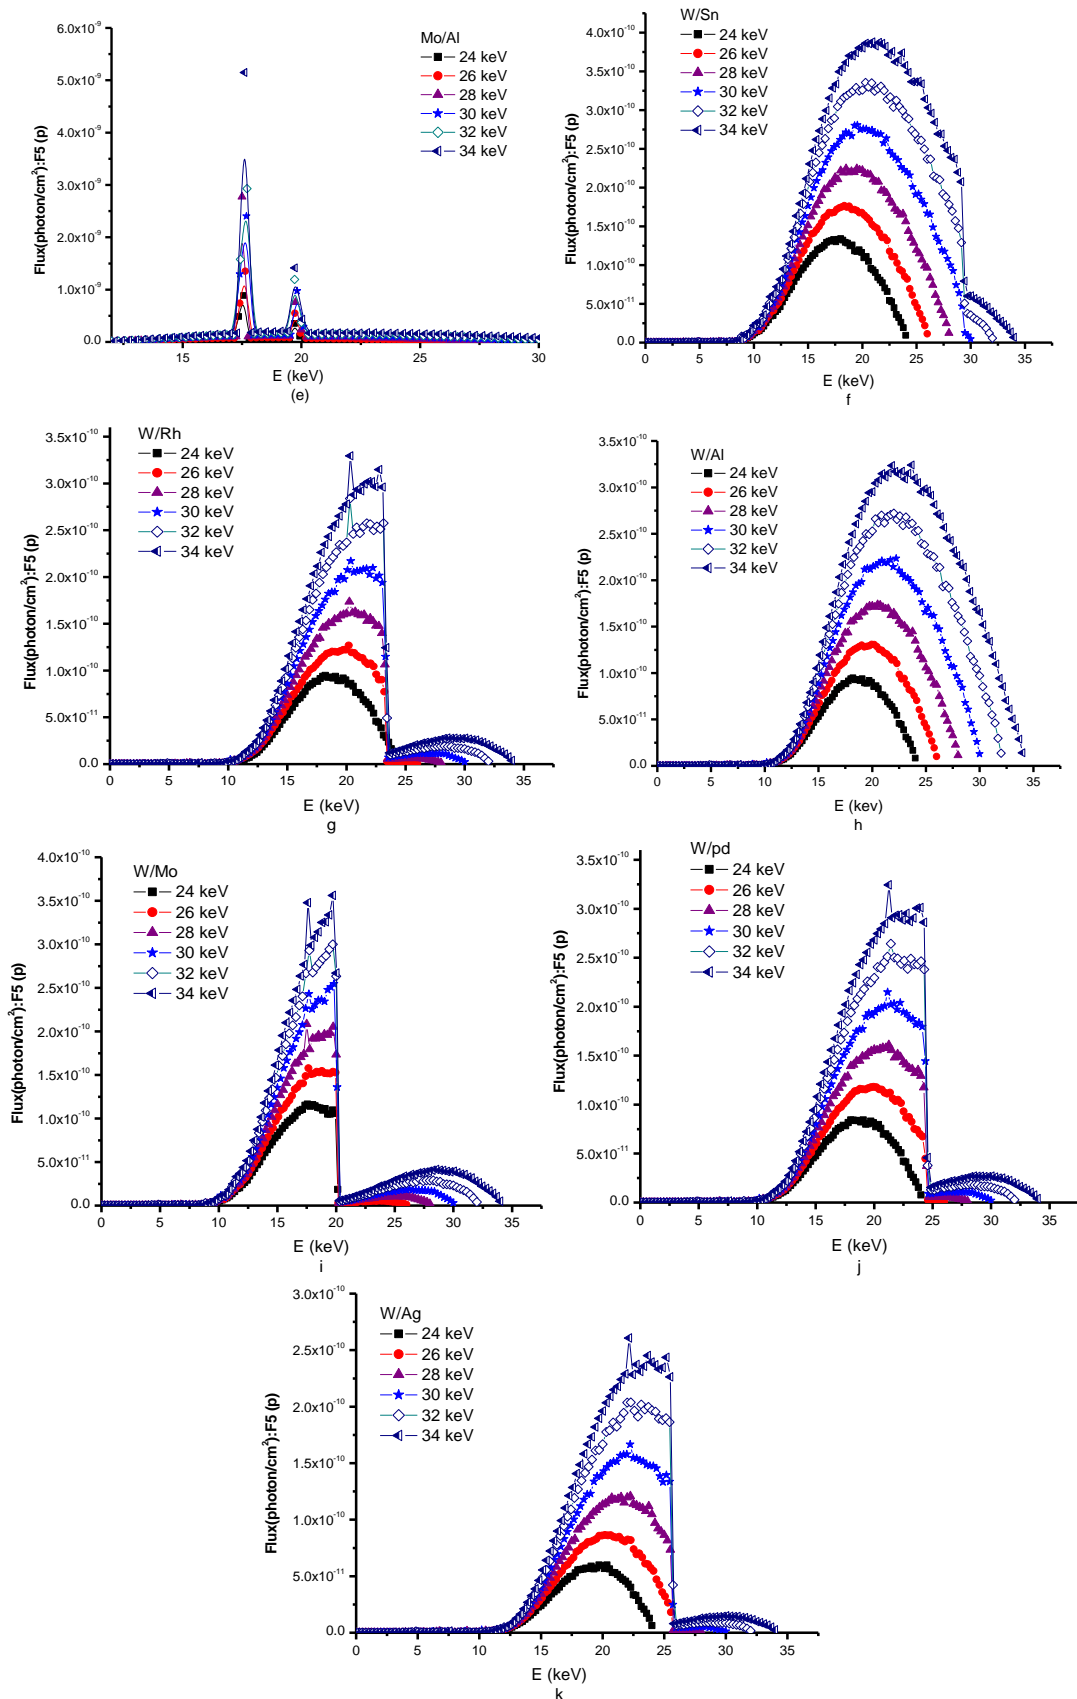 Mo/Al
24 keV
26 keV
28 keV
30 keV
32 keV
34 keV
6.0x10⁻⁹
5.0x10⁻⁹
4.0x10⁻⁹
3.0x10⁻⁹
2.0x10⁻⁹
1.0x10⁻⁹
0.0
Flux(photon/cm²):F5 (p)
15 20 25 30
E (keV)
(e)
W/Sn
24 keV
26 keV
28 keV
30 keV
32 keV
34 keV
4.0x10⁻¹⁰
3.5x10⁻¹⁰
3.0x10⁻¹⁰
2.5x10⁻¹⁰
2.0x10⁻¹⁰
1.5x10⁻¹⁰
1.0x10⁻¹⁰
5.0x10⁻¹¹
0.0
Flux(photon/cm²):F5 (p)
0 5 10 15 20 25 30 35
E (keV)
f
W/Rh
24 keV
26 keV
28 keV
30 keV
32 keV
34 keV
3.5x10⁻¹⁰
3.0x10⁻¹⁰
2.5x10⁻¹⁰
2.0x10⁻¹⁰
1.5x10⁻¹⁰
1.0x10⁻¹⁰
5.0x10⁻¹¹
0.0
Flux(photon/cm²):F5 (p)
0 5 10 15 20 25 30 35
E (keV)
g
W/Al
24 keV
26 keV
28 keV
30 keV
32 keV
34 keV
3.5x10⁻¹⁰
3.0x10⁻¹⁰
2.5x10⁻¹⁰
2.0x10⁻¹⁰
1.5x10⁻¹⁰
1.0x10⁻¹⁰
5.0x10⁻¹¹
0.0
Flux(photon/cm²):F5 (p)
0 5 10 15 20 25 30 35
E (kev)
h
W/Mo
24 keV
26 keV
28 keV
30 keV
32 keV
34 keV
4.0x10⁻¹⁰
3.5x10⁻¹⁰
3.0x10⁻¹⁰
2.5x10⁻¹⁰
2.0x10⁻¹⁰
1.5x10⁻¹⁰
1.0x10⁻¹⁰
5.0x10⁻¹¹
0.0
Flux(photon/cm²):F5 (p)
0 5 10 15 20 25 30 35
E (keV)
i
W/pd
24 keV
26 keV
28 keV
30 keV
32 keV
34 keV
3.5x10⁻¹⁰
3.0x10⁻¹⁰
2.5x10⁻¹⁰
2.0x10⁻¹⁰
1.5x10⁻¹⁰
1.0x10⁻¹⁰
5.0x10⁻¹¹
0.0
Flux(photon/cm²):F5 (p)
0 5 10 15 20 25 30 35
E (keV)
j
W/Ag
24 keV
26 keV
28 keV
30 keV
32 keV
34 keV
3.0x10⁻¹⁰
2.5x10⁻¹⁰
2.0x10⁻¹⁰
1.5x10⁻¹⁰
1.0x10⁻¹⁰
5.0x10⁻¹¹
0.0
Flux(photon/cm²):F5 (p)
0 5 10 15 20 25 30 35
E (keV)
k